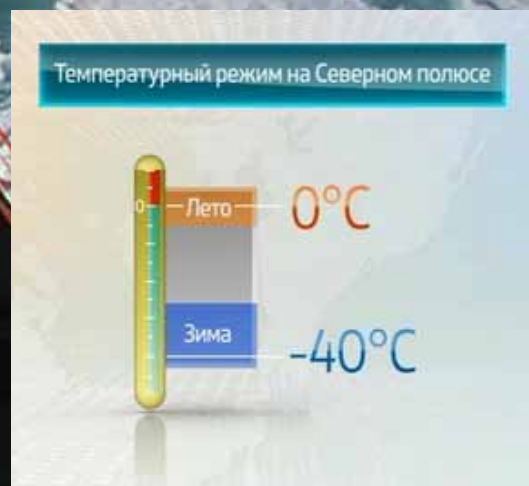 Температурный режим на Северном полюсе
0
Лето
0°C
Зима
-40°C